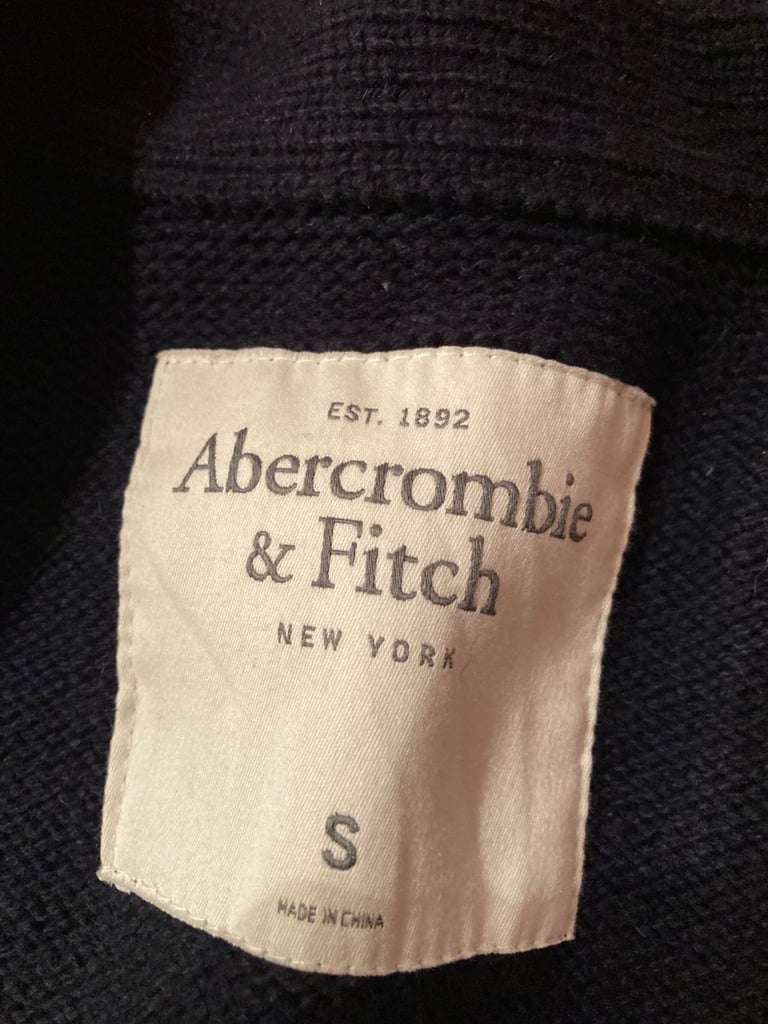 EST. 1892
Abercrombie
& Fitch
NEW YORK
S
MADE IN CHINA